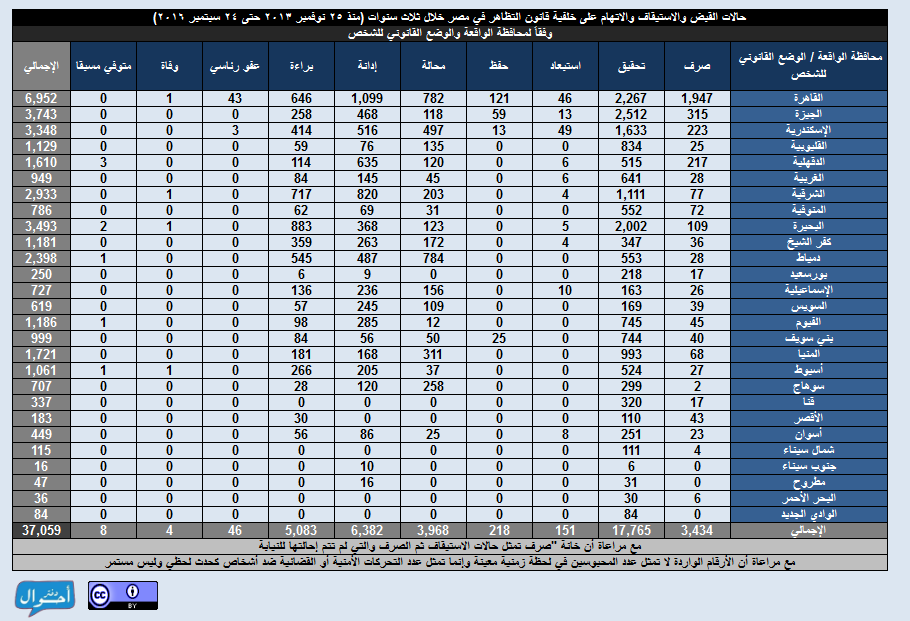 حالات القبض والاستيقاف والاتهام على خلفية قانون التظاهر في مصر خلال ثلاث سنوات (منذ ٢٥ نوفمبر ٢٠١٣ حتى ٢٤ سبتمبر ٢٠١٦)
وفقاً لمحافظة الواقعة والوضع القانوني للشخص
محافظة الواقعة / الوضع القانوني للشخص صرف تحقيق استبعاد حفظ محالة إدانة براءة عفو رئاسي وفاة متوفي مسبقا الإجمالي
القاهرة 1,947 2,267 46 121 782 1,099 646 43 1 0 6,952
الجيزة 315 2,512 13 59 118 468 258 0 0 0 3,743
الإسكندرية 223 1,633 49 13 497 516 414 3 0 0 3,348
القليوبية 25 834 0 0 135 76 59 0 0 0 1,129
الدقهلية 217 515 6 0 120 635 114 0 0 3 1,610
الغربية 28 641 6 0 45 145 84 0 0 0 949
الشرقية 77 1,111 4 0 203 820 717 0 1 0 2,933
المنوفية 72 552 0 0 31 69 62 0 0 0 786
البحيرة 109 2,002 5 0 123 368 883 0 1 2 3,493
كفر الشيخ 36 347 4 0 172 263 359 0 0 0 1,181
دمياط 28 553 0 0 784 487 545 0 0 1 2,398
بورسعيد 17 218 0 0 0 9 6 0 0 0 250
الإسماعيلية 26 163 10 0 156 236 136 0 0 0 727
السويس 39 169 0 0 109 245 57 0 0 0 619
الفيوم 45 745 0 0 12 285 98 0 0 1 1,186
بني سويف 40 744 0 25 50 56 84 0 0 0 999
المنيا 68 993 0 0 311 168 181 0 0 0 1,721
أسيوط 27 524 0 0 37 205 266 0 1 1 1,061
سوهاج 2 299 0 0 258 120 28 0 0 0 707
قنا 17 320 0 0 0 0 0 0 0 0 337
الأقصر 43 110 0 0 0 0 30 0 0 0 183
أسوان 23 251 8 0 25 86 56 0 0 0 449
شمال سيناء 4 111 0 0 0 0 0 0 0 0 115
جنوب سيناء 0 6 0 0 0 10 0 0 0 0 16
مطروح 0 31 0 0 0 16 0 0 0 0 47
البحر الأحمر 6 30 0 0 0 0 0 0 0 0 36
الوادي الجديد 0 84 0 0 0 0 0 0 0 0 84
الإجمالي 3,434 17,765 151 218 3,968 6,382 5,083 46 4 8 37,059
مع مراعاة أن خانة "صرف تمثل حالات الاستيقاف ثم الصرف والتي لم تتم إحالتها للنيابة
مع مراعاة أن الأرقام الواردة لا تمثل عدد المحبوسين في لحظة زمنية معينة وإنما تمثل عدد التحركات الأمنية أو القضائية ضد أشخاص كحدث لحظي وليس مستمر
دفتر أحوال
cc BY